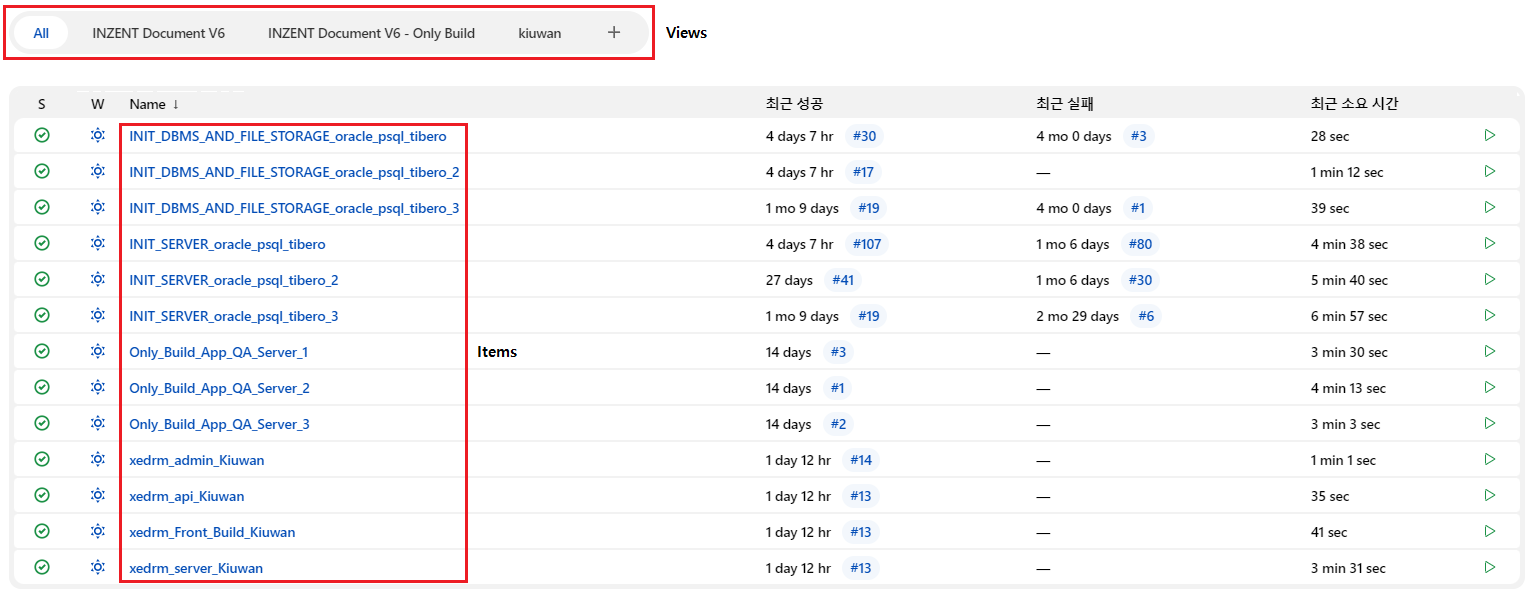 All INZENT Document V6 INZENT Document V6 - Only Build kiuwan + Views
S W Name ↓ 최근 성공 최근 실패 최근 소요 시간
INIT_DBMS_AND_FILE_STORAGE_oracle_psql_tibero 4 days 7 hr #30 4 mo 0 days #3 28 sec
INIT_DBMS_AND_FILE_STORAGE_oracle_psql_tibero_2 4 days 7 hr #17 — 1 min 12 sec
INIT_DBMS_AND_FILE_STORAGE_oracle_psql_tibero_3 1 mo 9 days #19 4 mo 0 days #1 39 sec
INIT_SERVER_oracle_psql_tibero 4 days 7 hr #107 1 mo 6 days #80 4 min 38 sec
INIT_SERVER_oracle_psql_tibero_2 27 days #41 1 mo 6 days #30 5 min 40 sec
INIT_SERVER_oracle_psql_tibero_3 1 mo 9 days #19 2 mo 29 days #6 6 min 57 sec
Only_Build_App_QA_Server_1 Items 14 days #3 — 3 min 30 sec
Only_Build_App_QA_Server_2 14 days #1 — 4 min 13 sec
Only_Build_App_QA_Server_3 14 days #2 — 3 min 3 sec
xedrm_admin_Kiuwan 1 day 12 hr #14 — 1 min 1 sec
xedrm_api_Kiuwan 1 day 12 hr #13 — 35 sec
xedrm_Front_Build_Kiuwan 1 day 12 hr #13 — 41 sec
xedrm_server_Kiuwan 1 day 12 hr #13 — 3 min 31 sec